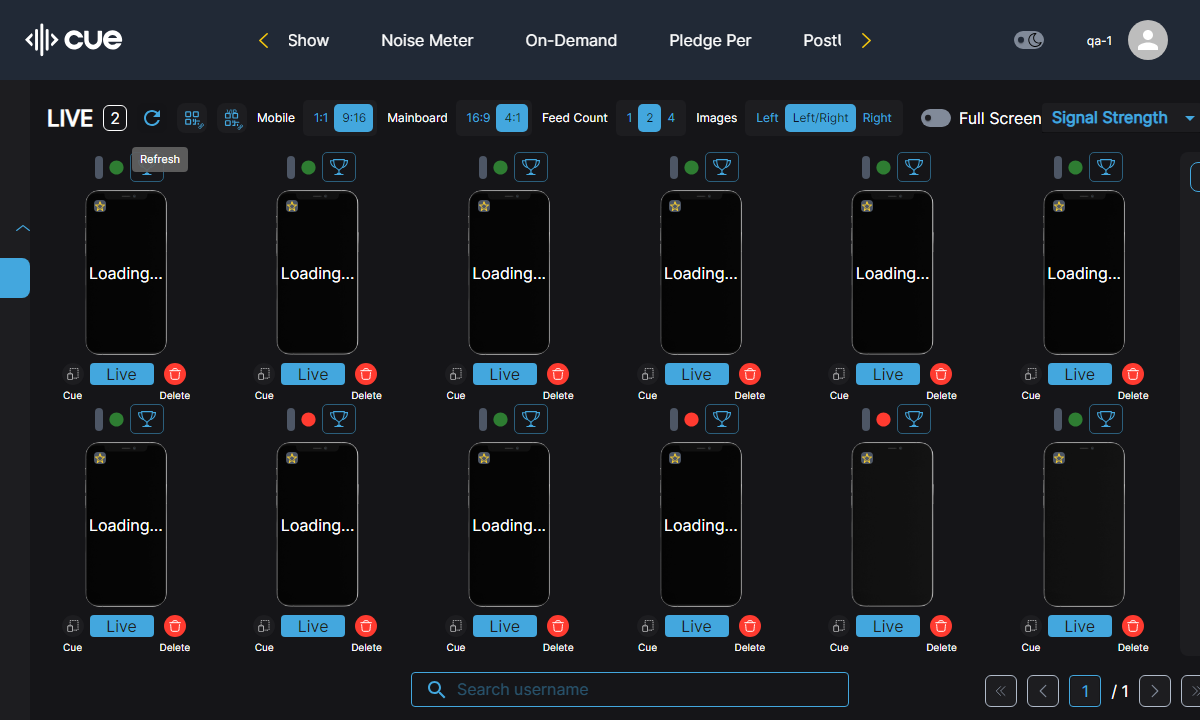 cue
Show
Noise Meter
On-Demand
Pledge Per
qa-1
LIVE 2
Mobile 1:1 9:16 Mainboard 16:9 4:1 Feed Count 1 2 4 Images Left Left/Right Right Full Screen Signal Strength
Refresh
Loading... Loading... Loading... Loading... Loading... Loading...
Live Live Live Live Live Live
Cue Delete Cue Delete Cue Delete Cue Delete Cue Delete Cue Delete
Loading... Loading... Loading... Loading...
Live Live Live Live Live Live
Cue Delete Cue Delete Cue Delete Cue Delete Cue Delete Cue Delete
Search username
1 / 1